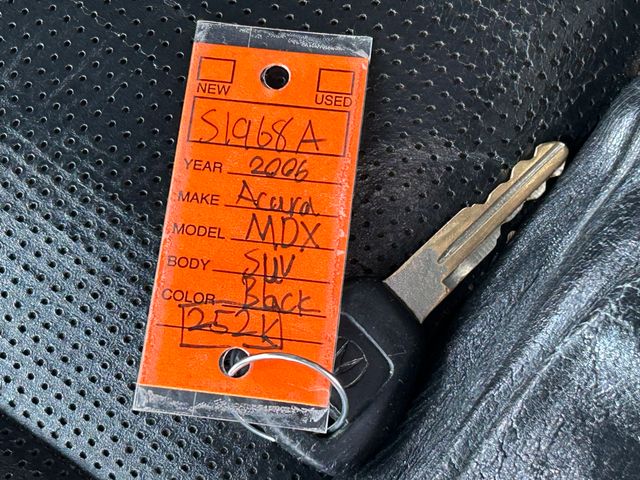 NEW USED
S1968A
YEAR 2006
MAKE Acura
MODEL MDX
BODY SUV
COLOR Black
252K